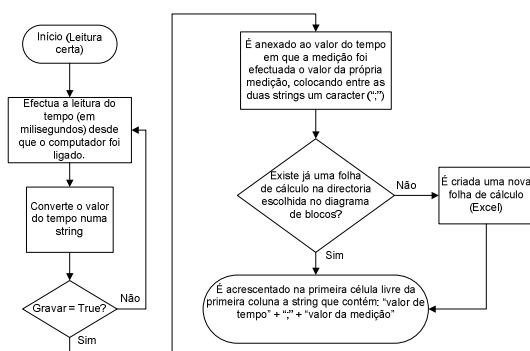 Início (Leitura
certa)
Efectua a leitura do
tempo (em
milisegundos) desde
que o computador foi
ligado.
Converte o valor
do tempo numa
string
Gravar = True?
Não
Sim
É anexado ao valor do tempo
em que a medição foi
efectuada o valor da própria
medição, colocando entre as
duas strings um caracter (“;”)
Existe já uma folha
de cálculo na directoria
escolhida no diagrama
de blocos?
Não
É criada uma nova
folha de cálculo
(Excel)
Sim
É acrescentado na primeira célula livre da
primeira coluna a string que contém: “valor de
tempo” + “;” + “valor da medição”